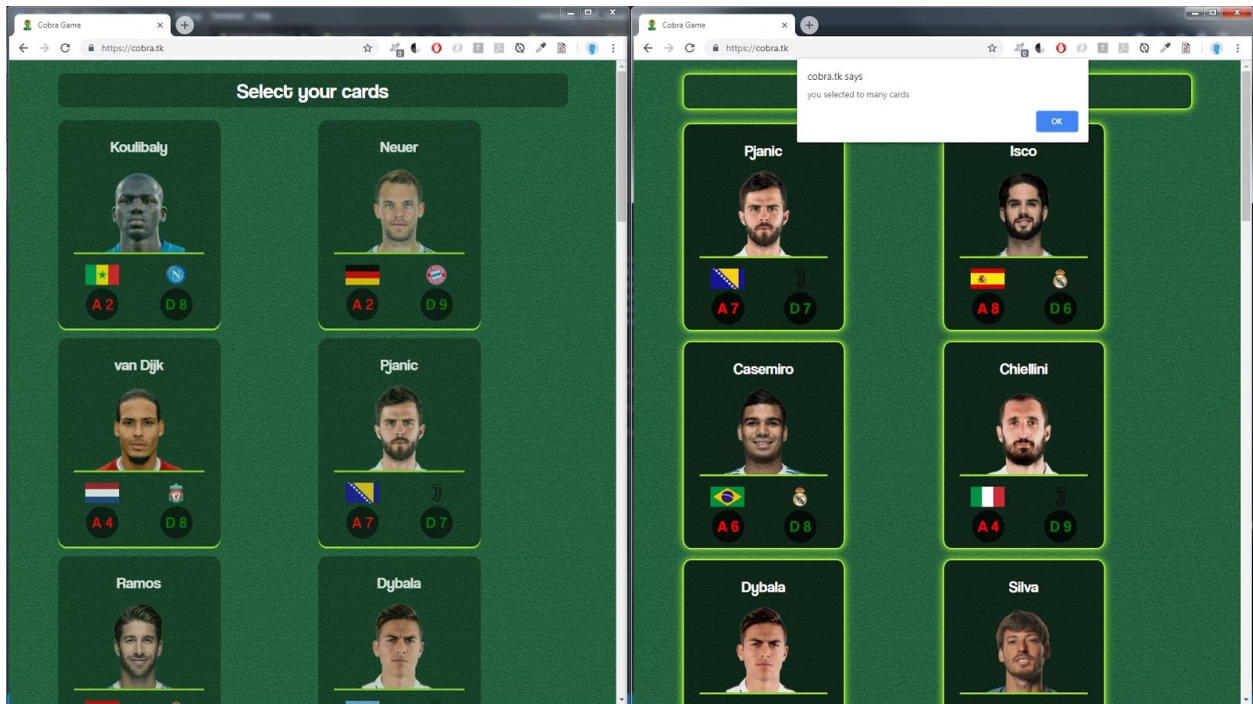 Cobra Game
https://cobra.tk
Select your cards
Koulibaly
Neuer
A 2
D 8
A 2
D 9
van Dijk
Pjanic
A 4
D 8
A 7
D 7
Ramos
Dybala
Cobra Game
https://cobra.tk
cobra.tk says
you selected to many cards
OK
Pjanic
Isco
A 7
D 7
A 8
D 6
Casemiro
Chiellini
A 6
D 8
A 4
D 9
Dybala
Silva